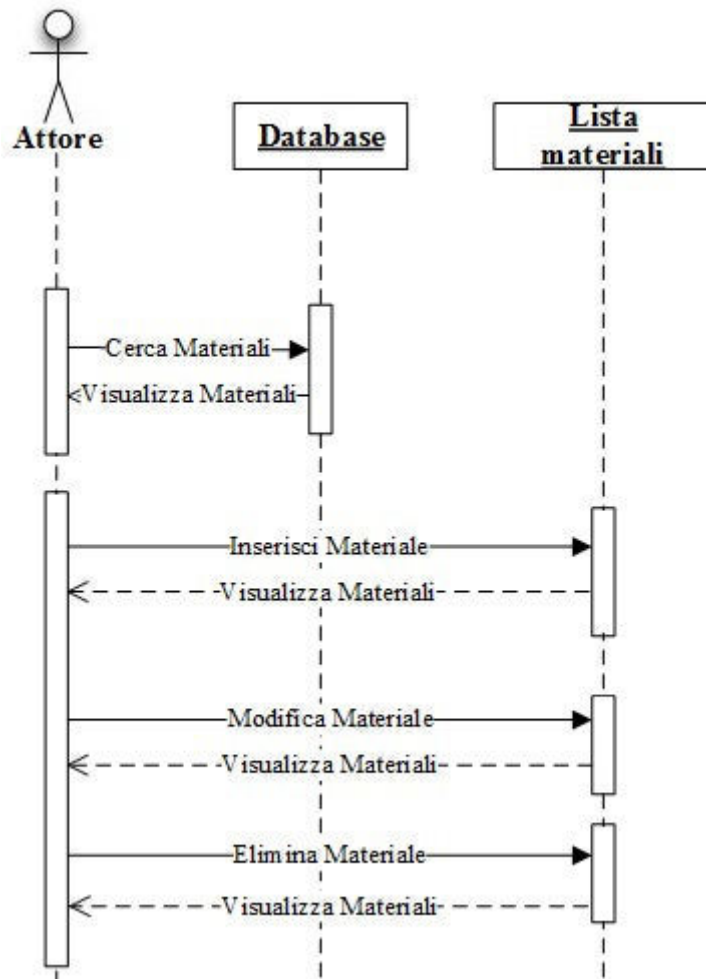 Attore
Database
Lista
materiali
Cerca Materiali
Visualizza Materiali
Inserisci Materiale
Visualizza Materiali
Modifica Materiale
Visualizza Materiali
Elimina Materiale
Visualizza Materiali